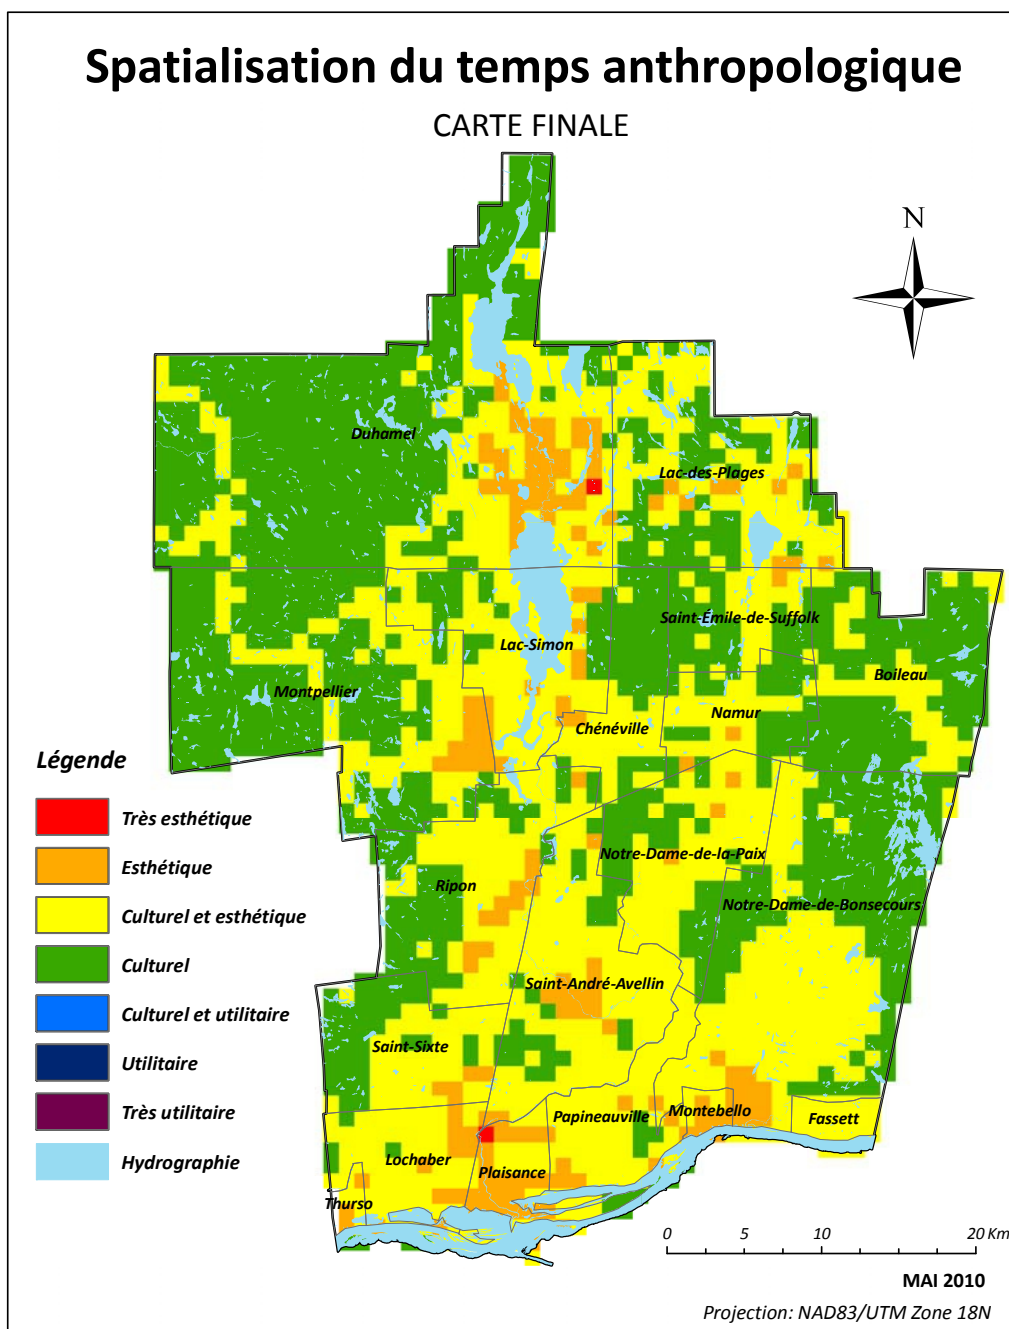 Spatialisation du temps anthropologique
CARTE FINALE
N
Duhamel
Lac-des-Plages
Saint-Émile-de-Suffolk
Lac-Simon
Boileau
Montpellier
Namur
Chénéville
Légende
Très esthétique
Esthétique
Culturel et esthétique
Culturel
Culturel et utilitaire
Utilitaire
Très utilitaire
Hydrographie
Notre-Dame-de-la-Paix
Ripon
Notre-Dame-de-Bonsecours
Saint-André-Avellin
Saint-Sixte
Papineauville
Montebello
Fassett
Lochaber
Plaisance
Thurso
0 5 10 20 Km
MAI 2010
Projection: NAD83/UTM Zone 18N